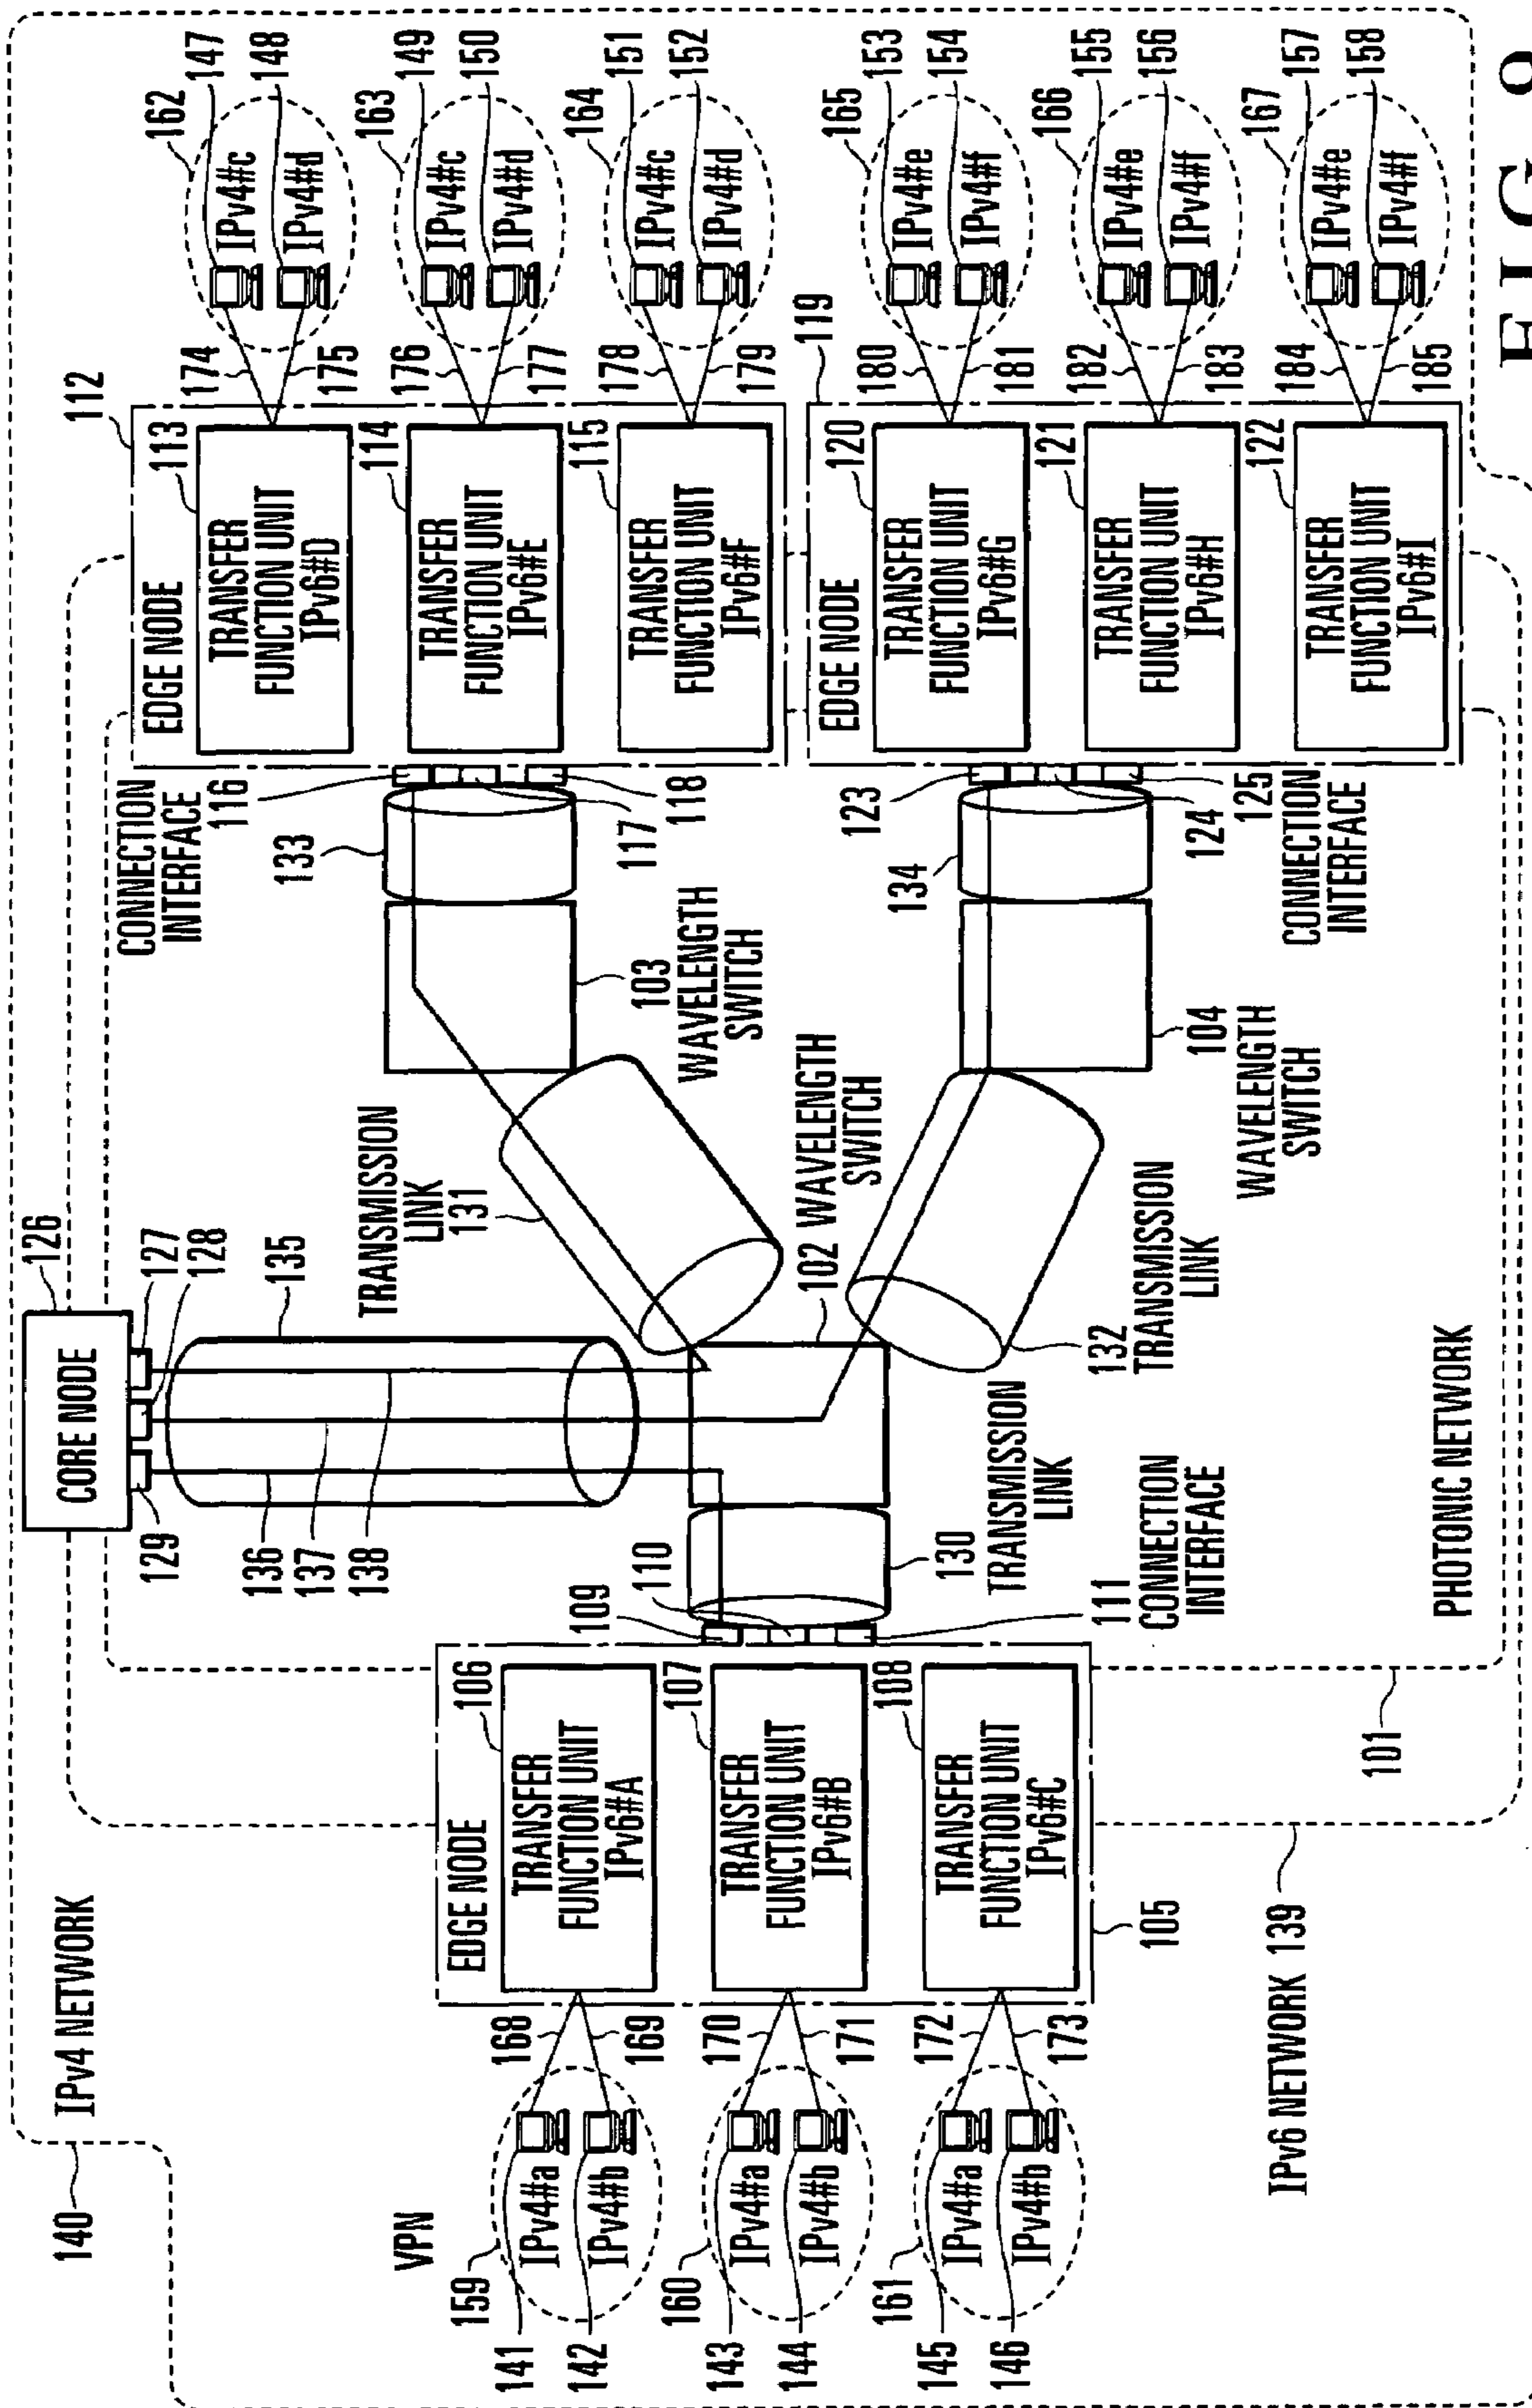 140
IPv4 NETWORK
VPN
159
141
IPv4#a
142
IPv4#b
160
143
IPv4#a
144
IPv4#b
161
145
IPv4#a
146
IPv4#b
168
169
170
171
172
173
EDGE NODE
106
TRANSFER
FUNCTION UNIT
IPv6#A
107
TRANSFER
FUNCTION UNIT
IPv6#B
108
TRANSFER
FUNCTION UNIT
IPv6#C
105
IPv6 NETWORK 139
101
PHOTONIC NETWORK
109
110
111
CONNECTION
INTERFACE
130
TRANSMISSION
LINK
CORE NODE
126
127
128
129
135
136
137
138
102 WAVELENGTH
SWITCH
TRANSMISSION
LINK
131
132
TRANSMISSION
LINK
103
WAVELENGTH
SWITCH
104
WAVELENGTH
SWITCH
133
134
CONNECTION
INTERFACE
116
117
118
123
124
125
CONNECTION
INTERFACE
112
EDGE NODE
113
TRANSFER
FUNCTION UNIT
IPv6#D
114
TRANSFER
FUNCTION UNIT
IPv6#E
115
TRANSFER
FUNCTION UNIT
IPv6#F
119
EDGE NODE
120
TRANSFER
FUNCTION UNIT
IPv6#G
121
TRANSFER
FUNCTION UNIT
IPv6#H
122
TRANSFER
FUNCTION UNIT
IPv6#I
174
175
176
177
178
179
180
181
182
183
184
185
162
147
IPv4#c
148
IPv4#d
163
149
IPv4#c
150
IPv4#d
164
151
IPv4#c
152
IPv4#d
165
153
IPv4#e
154
IPv4#f
166
155
IPv4#e
156
IPv4#f
167
157
IPv4#e
158
IPv4#f